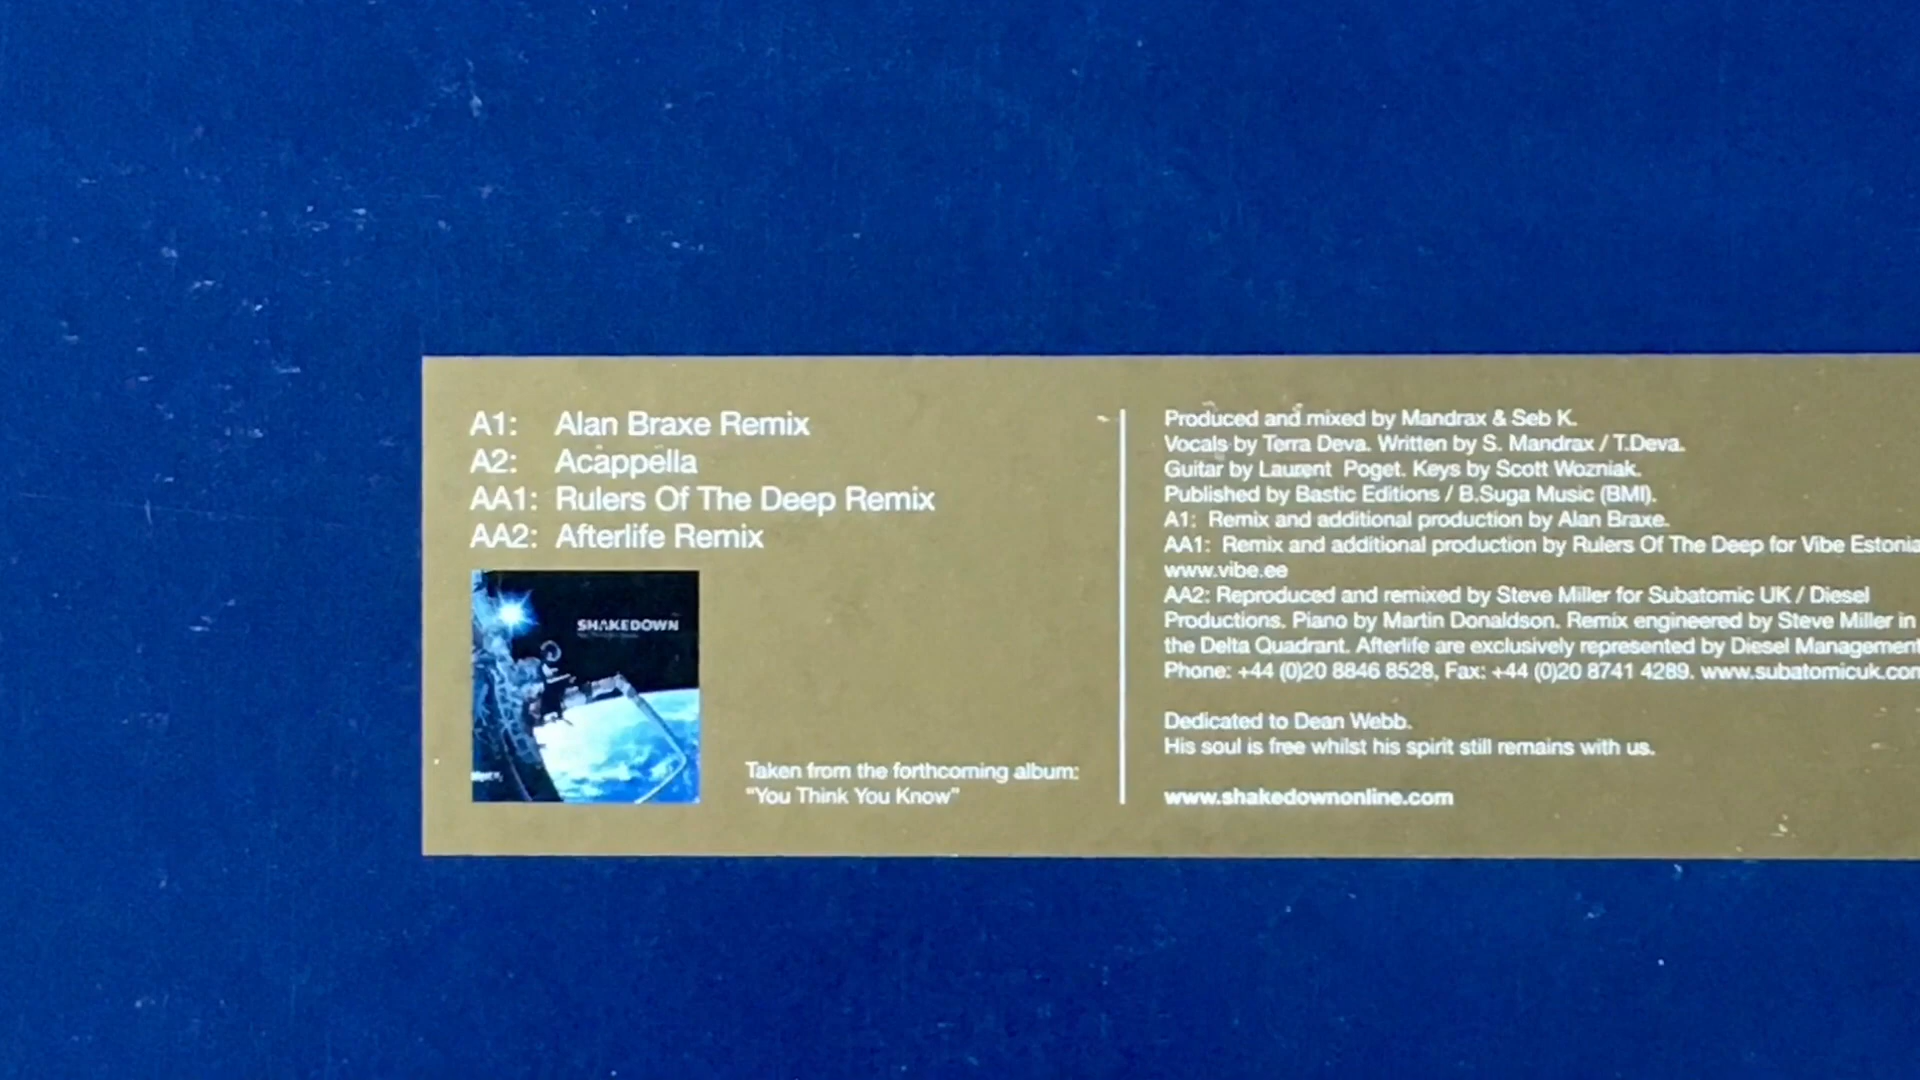 A1: Alan Braxe Remix
A2: Acappella
AA1: Rulers Of The Deep Remix
AA2: Afterlife Remix
SHAKEDOWN
Taken from the forthcoming album:
"You Think You Know"
Produced and mixed by Mandrax & Seb K.
Vocals by Terra Deva. Written by S. Mandrax / T.Deva.
Guitar by Laurent Poget. Keys by Scott Wozniak.
Published by Bastic Editions / B.Suga Music (BMI).
A1: Remix and additional production by Alan Braxe.
AA1: Remix and additional production by Rulers Of The Deep for Vibe Estonia
www.vibe.ee
AA2: Reproduced and remixed by Steve Miller for Subatomic UK / Diesel
Productions. Piano by Martin Donaldson. Remix engineered by Steve Miller in
the Delta Quadrant. Afterlife are exclusively represented by Diesel Management
Phone: +44 (0)20 8846 8528, Fax: +44 (0)20 8741 4289. www.subatomicuk.com
Dedicated to Dean Webb.
His soul is free whilst his spirit still remains with us.
www.shakedownonline.com